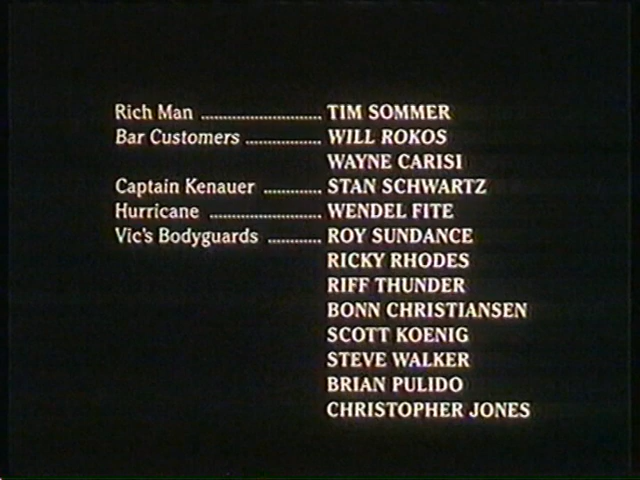 Rich Man ............................ TIM SOMMER
Bar Customers .................. WILL ROKOS
WAYNE CARISI
Captain Kenauer ............. STAN SCHWARTZ
Hurricane .......................... WENDEL FITE
Vic's Bodyguards ............ ROY SUNDANCE
RICKY RHODES
RIFF THUNDER
BONN CHRISTIANSEN
SCOTT KOENIG
STEVE WALKER
BRIAN PULIDO
CHRISTOPHER JONES